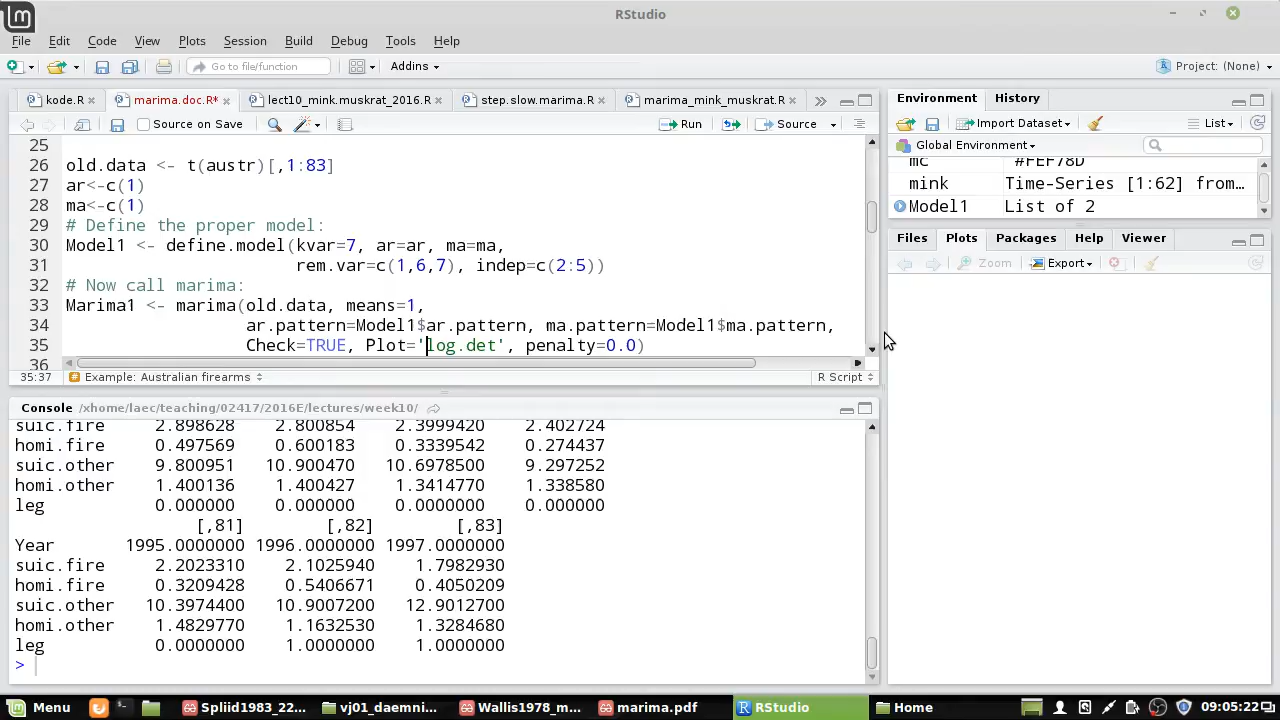 RStudio
File Edit Code View Plots Session Build Debug Tools Help
Go to file/function Addins Project: (None)
kode.R marima.doc.R* lect10_mink.muskrat_2016.R step.slow.marima.R marima_mink_muskrat.R
Source on Save Run Source
25
26 old.data <- t(austr)[,1:83]
27 ar<-c(1)
28 ma<-c(1)
29 # Define the proper model:
30 Model1 <- define.model(kvar=7, ar=ar, ma=ma,
31 rem.var=c(1,6,7), indep=c(2:5))
32 # Now call marima:
33 Marima1 <- marima(old.data, means=1,
34 ar.pattern=Model1$ar.pattern, ma.pattern=Model1$ma.pattern,
35 Check=TRUE, Plot='log.det', penalty=0.0)
36
35:37 # Example: Australian firearms R Script
Console /xhome/laec/teaching/02417/2016E/lectures/week10/
suic.fire 2.898628 2.800854 2.3999420 2.402724
homi.fire 0.497569 0.600183 0.3339542 0.274437
suic.other 9.800951 10.900470 10.6978500 9.297252
homi.other 1.400136 1.400427 1.3414770 1.338580
leg 0.000000 0.000000 0.0000000 0.000000
[,81] [,82] [,83]
Year 1995.0000000 1996.0000000 1997.0000000
suic.fire 2.2023310 2.1025940 1.7982930
homi.fire 0.3209428 0.5406671 0.4050209
suic.other 10.3974400 10.9007200 12.9012700
homi.other 1.4829770 1.1632530 1.3284680
leg 0.0000000 1.0000000 1.0000000
>
Environment History
Import Dataset List
Global Environment
mc #FEF78D
mink Time-Series [1:62] from…
Model1 List of 2
Files Plots Packages Help Viewer
Zoom Export
Menu Spliid1983_22... vj01_daemni... Wallis1978_m... marima.pdf RStudio Home 09:05:22